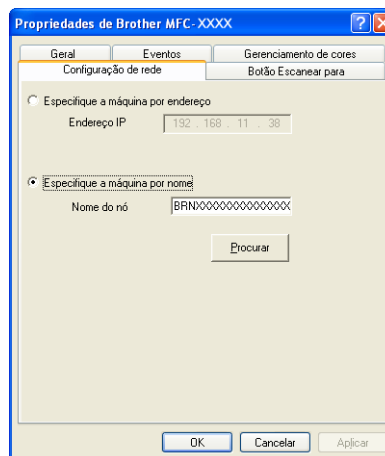 Propriedades de Brother MFC-XXXX
Geral Eventos Gerenciamento de cores
Configuração de rede Botão Escanear para
Especifique a máquina por endereço
Endereço IP 192 . 168 . 11 . 38
Especifique a máquina por nome
Nome do nó BRNXXXXXXXXXXXXXX
Procurar
OK Cancelar Aplicar